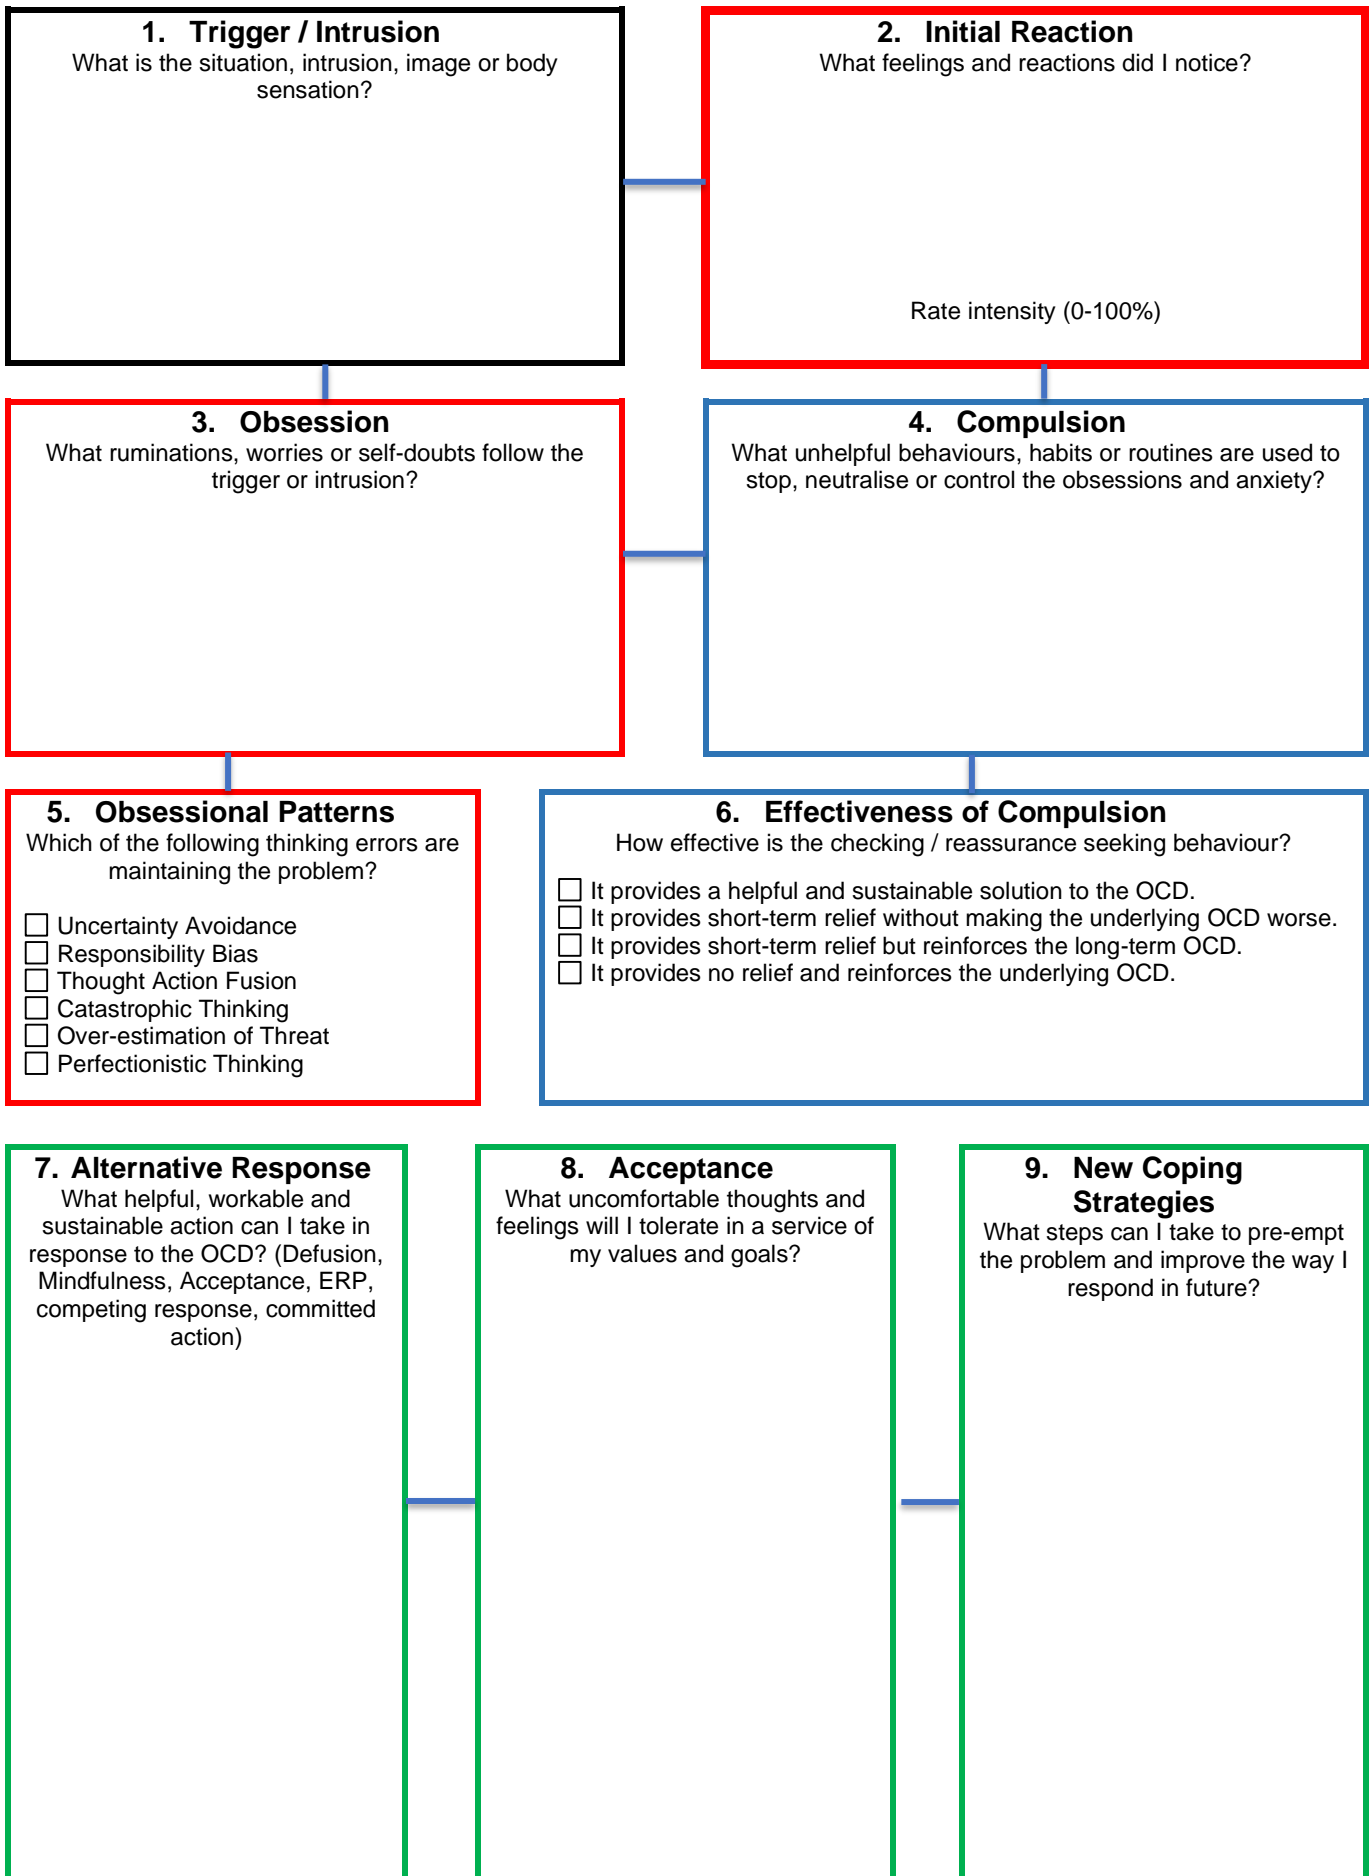 1. Trigger / Intrusion
What is the situation, intrusion, image or body
sensation?
2. Initial Reaction
What feelings and reactions did I notice?
Rate intensity (0-100%)
3. Obsession
What ruminations, worries or self-doubts follow the
trigger or intrusion?
4. Compulsion
What unhelpful behaviours, habits or routines are used to
stop, neutralise or control the obsessions and anxiety?
5. Obsessional Patterns
Which of the following thinking errors are
maintaining the problem?
☐ Uncertainty Avoidance
☐ Responsibility Bias
☐ Thought Action Fusion
☐ Catastrophic Thinking
☐ Over-estimation of Threat
☐ Perfectionistic Thinking
6. Effectiveness of Compulsion
How effective is the checking / reassurance seeking behaviour?
☐ It provides a helpful and sustainable solution to the OCD.
☐ It provides short-term relief without making the underlying OCD worse.
☐ It provides short-term relief but reinforces the long-term OCD.
☐ It provides no relief and reinforces the underlying OCD.
7. Alternative Response
What helpful, workable and
sustainable action can I take in
response to the OCD? (Defusion,
Mindfulness, Acceptance, ERP,
competing response, committed
action)
8. Acceptance
What uncomfortable thoughts and
feelings will I tolerate in a service of
my values and goals?
9. New Coping
Strategies
What steps can I take to pre-empt
the problem and improve the way I
respond in future?